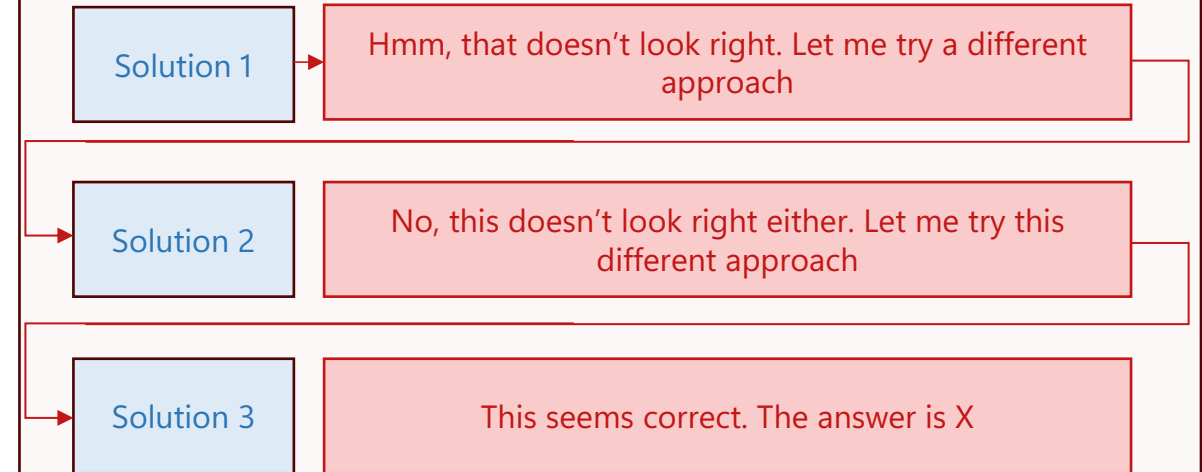 Solution 1
Hmm, that doesn’t look right. Let me try a different
approach
Solution 2
No, this doesn’t look right either. Let me try this
different approach
Solution 3
This seems correct. The answer is X